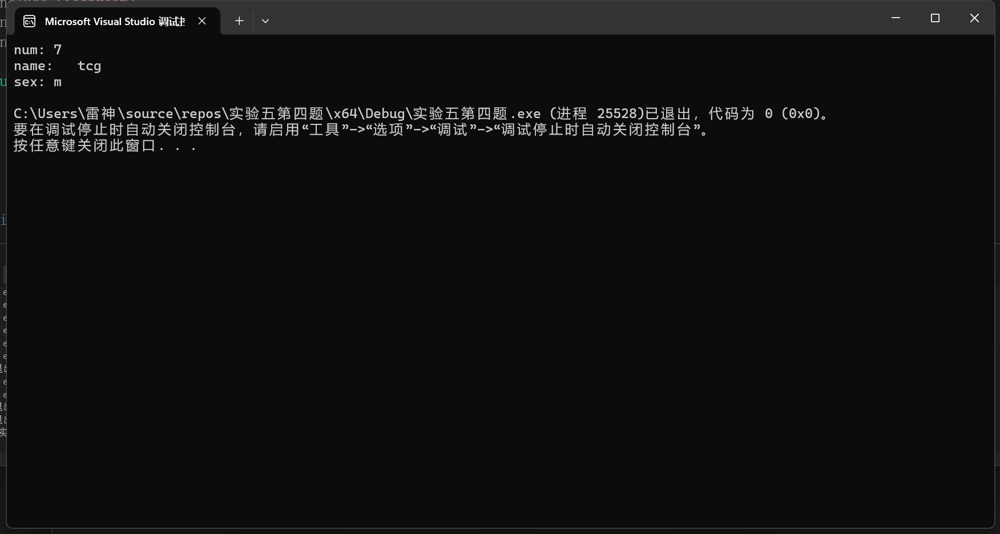 Microsoft Visual Studio 调试
num: 7
name:   tcg
sex: m
C:\Users\雷神\source\repos\实验五第四题\x64\Debug\实验五第四题.exe (进程 25528)已退出，代码为 0 (0x0)。
要在调试停止时自动关闭控制台，请启用“工具”->“选项”->“调试”->“调试停止时自动关闭控制台”。
按任意键关闭此窗口. . .